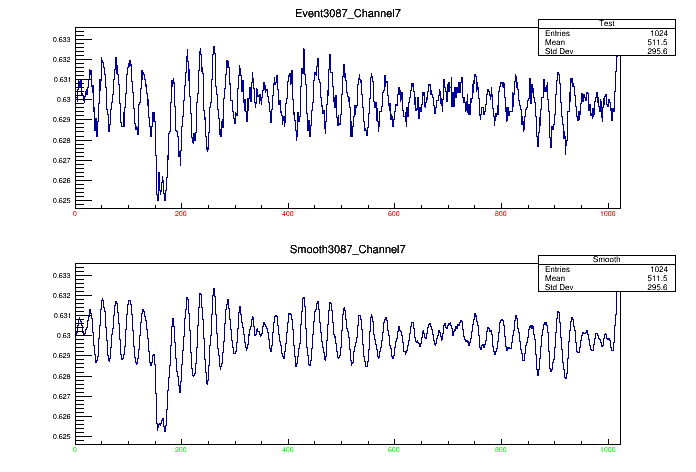 Event3087_Channel7
Test
Entries 1024
Mean 511.5
Std Dev 295.6
0.633
0.632
0.631
0.63
0.629
0.628
0.627
0.626
0.625
0 200 400 600 800 1000
Smooth3087_Channel7
Smooth
Entries 1024
Mean 511.5
Std Dev 295.6
0.633
0.632
0.631
0.63
0.629
0.628
0.627
0.626
0.625
0 200 400 600 800 1000